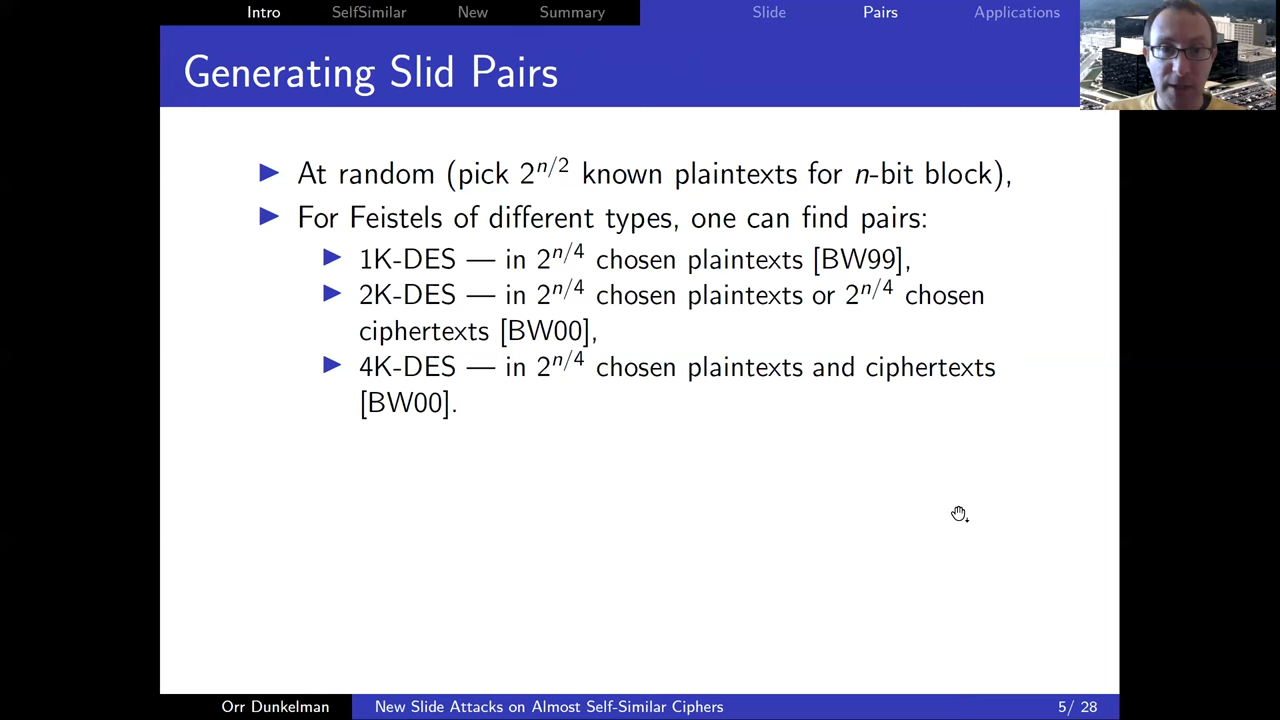 Intro SelfSimilar New Summary Slide Pairs Applications
Generating Slid Pairs
▶ At random (pick 2^{n/2} known plaintexts for n-bit block),
▶ For Feistels of different types, one can find pairs:
▶ 1K-DES — in 2^{n/4} chosen plaintexts [BW99],
▶ 2K-DES — in 2^{n/4} chosen plaintexts or 2^{n/4} chosen
ciphertexts [BW00],
▶ 4K-DES — in 2^{n/4} chosen plaintexts and ciphertexts
[BW00].
Orr Dunkelman New Slide Attacks on Almost Self-Similar Ciphers 5/ 28